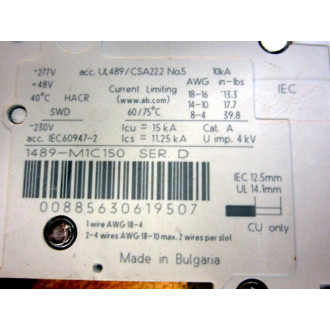 ~277V acc. UL489/CSA22.2 No.5 10kA
⎓48V Current Limiting AWG in-lbs
40°C HACR (www.ab.com) 18-16 13.3
SWD 60/75°C 14-10 17.7
8-4 39.8
IEC
~230V Icu = 15 kA Cat. A
acc. IEC60947-2 Ics = 11.25 kA U imp. 4 kV
1489-M1C150 SER. D
IEC 12.5mm
UL 14.1mm
00885630619507
CU only
1 wire AWG 18-4
2-4 wires AWG 18-10 max. 2 wires per slot
Made in Bulgaria